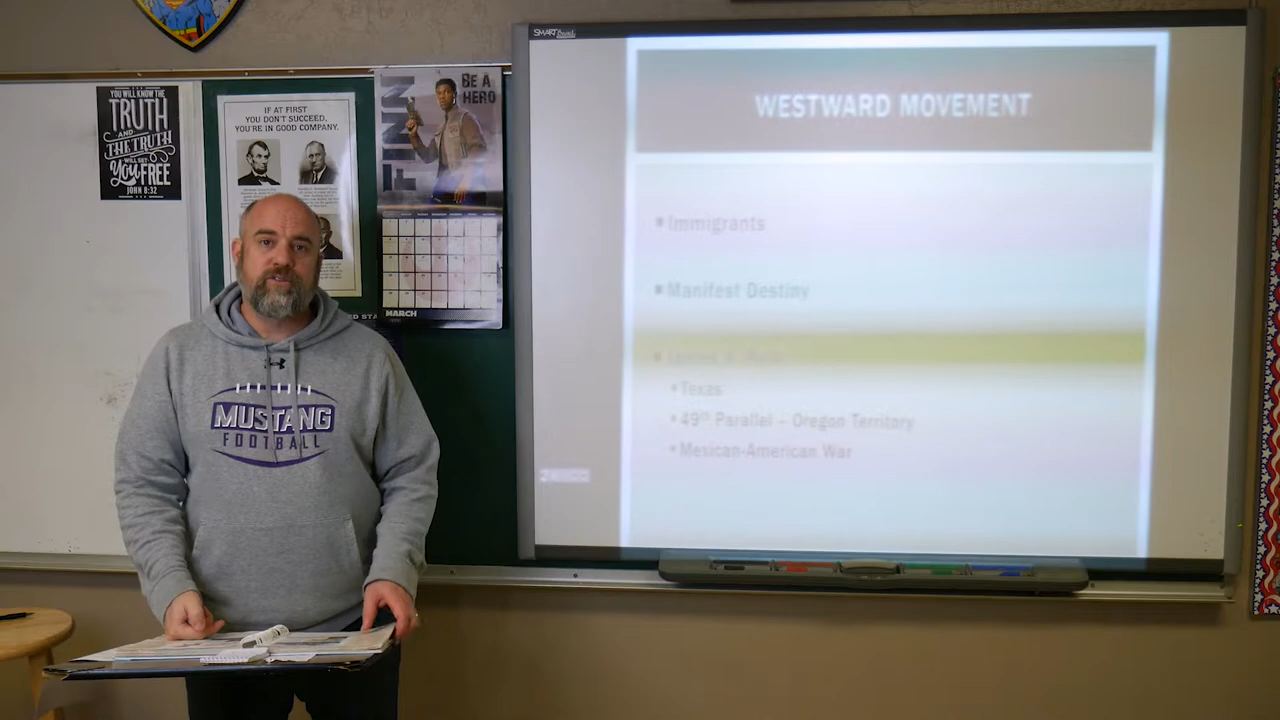 YOU WILL KNOW THE
TRUTH
AND
THE TRUTH
WILL SET
You FREE
JOHN 8:32
IF AT FIRST
YOU DON'T SUCCEED,
YOU'RE IN GOOD COMPANY.
FINN
BE A
HERO
MARCH
MUSTANG
FOOTBALL
SMART
WESTWARD MOVEMENT
▪ Immigrants
▪ Manifest Destiny
▪ Texas
▪ 49th Parallel – Oregon Territory
▪ Mexican-American War